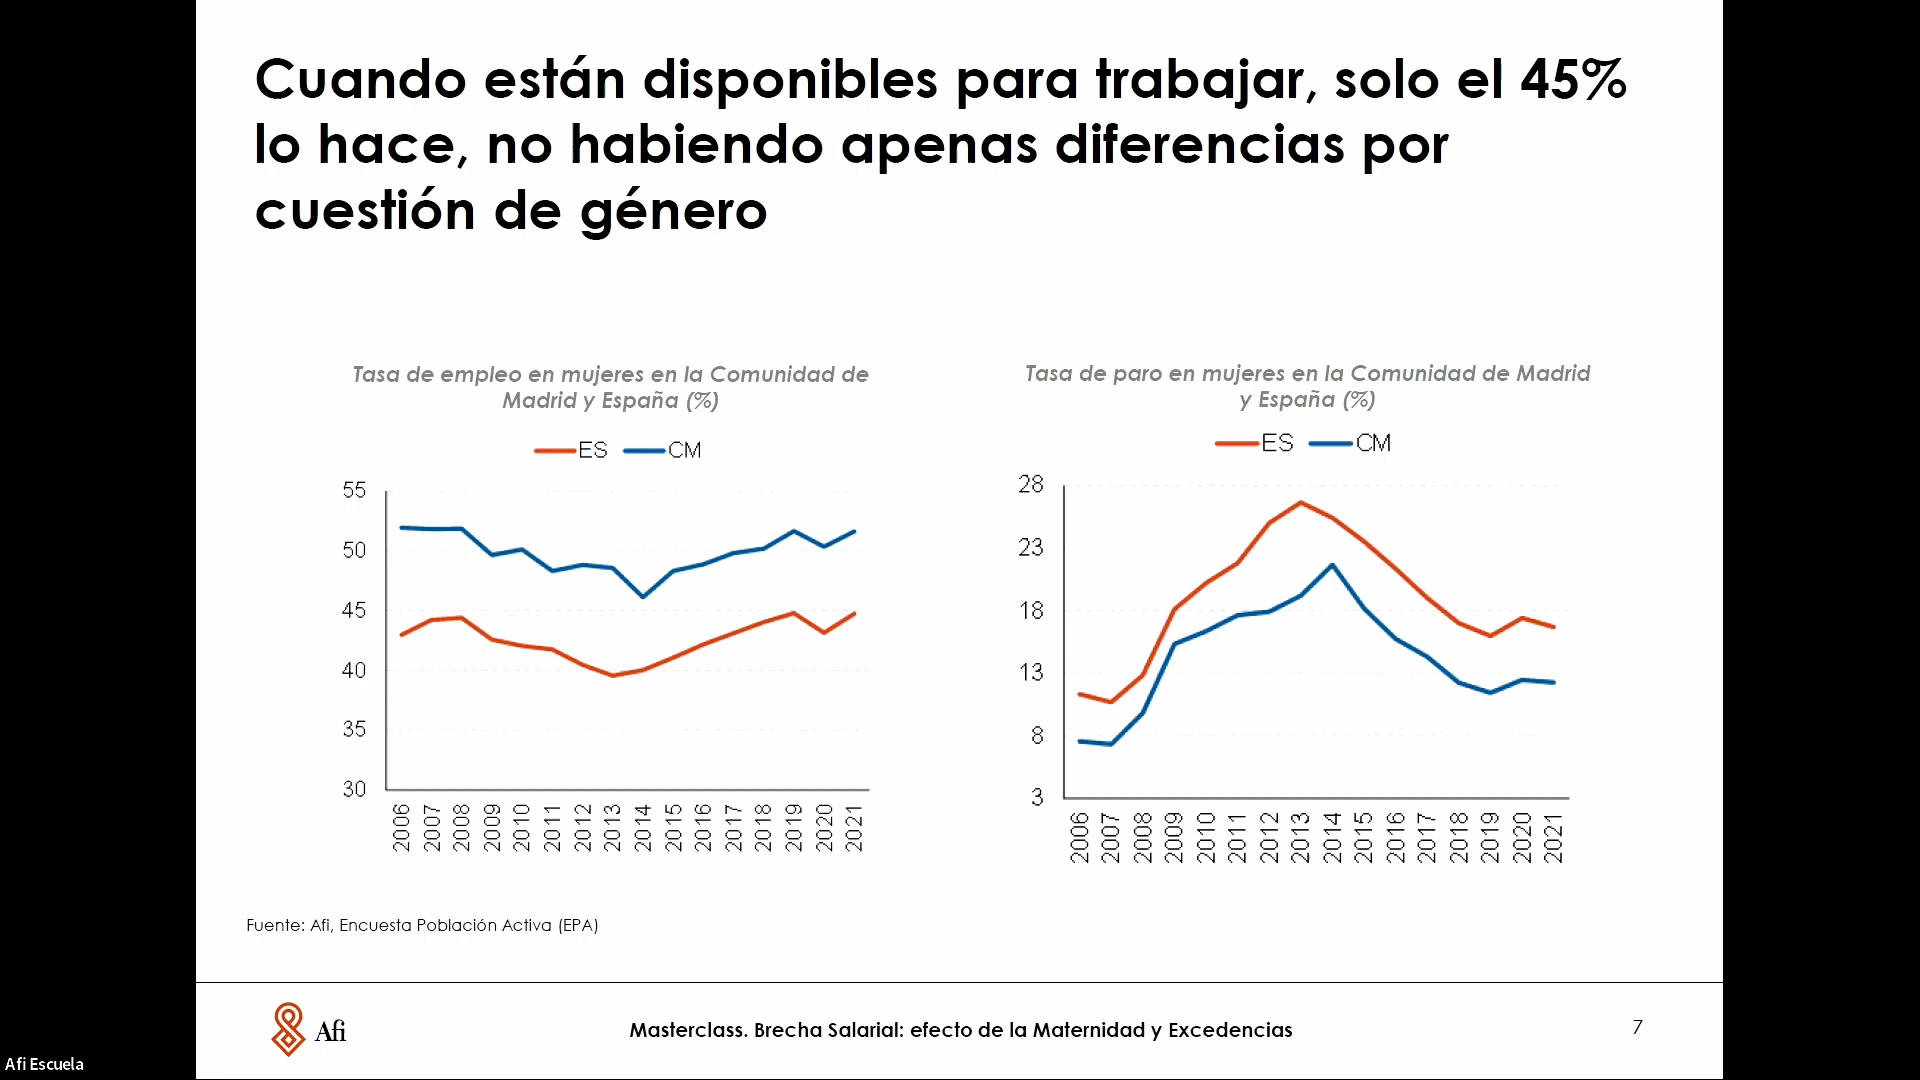 Cuando están disponibles para trabajar, solo el 45%
lo hace, no habiendo apenas diferencias por
cuestión de género
Tasa de empleo en mujeres en la Comunidad de
Madrid y España (%)
ES CM
55
50
45
40
35
30
2006 2007 2008 2009 2010 2011 2012 2013 2014 2015 2016 2017 2018 2019 2020 2021
Tasa de paro en mujeres en la Comunidad de Madrid
y España (%)
ES CM
28
23
18
13
8
3
2006 2007 2008 2009 2010 2011 2012 2013 2014 2015 2016 2017 2018 2019 2020 2021
Fuente: Afi, Encuesta Población Activa (EPA)
Afi
Masterclass. Brecha Salarial: efecto de la Maternidad y Excedencias
7
Afi Escuela